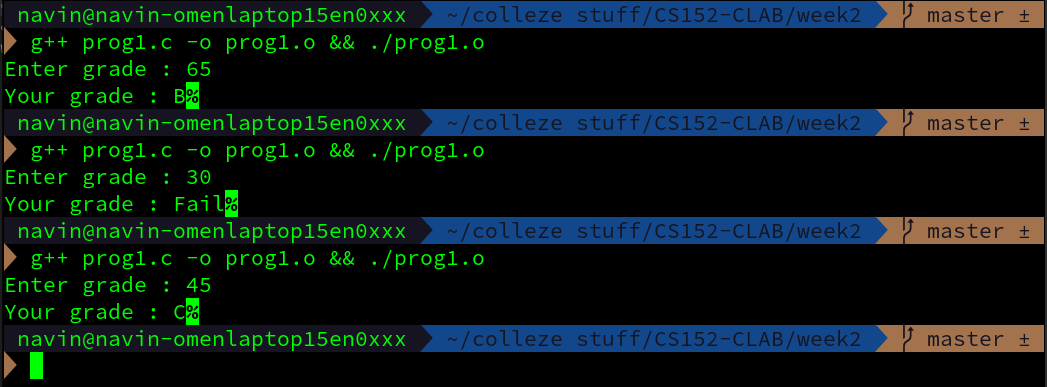 navin@navin-omenlaptop15en0xxx ~/colleze stuff/CS152-CLAB/week2 master ±
g++ prog1.c -o prog1.o && ./prog1.o
Enter grade : 65
Your grade : B%
navin@navin-omenlaptop15en0xxx ~/colleze stuff/CS152-CLAB/week2 master ±
g++ prog1.c -o prog1.o && ./prog1.o
Enter grade : 30
Your grade : Fail%
navin@navin-omenlaptop15en0xxx ~/colleze stuff/CS152-CLAB/week2 master ±
g++ prog1.c -o prog1.o && ./prog1.o
Enter grade : 45
Your grade : C%
navin@navin-omenlaptop15en0xxx ~/colleze stuff/CS152-CLAB/week2 master ±